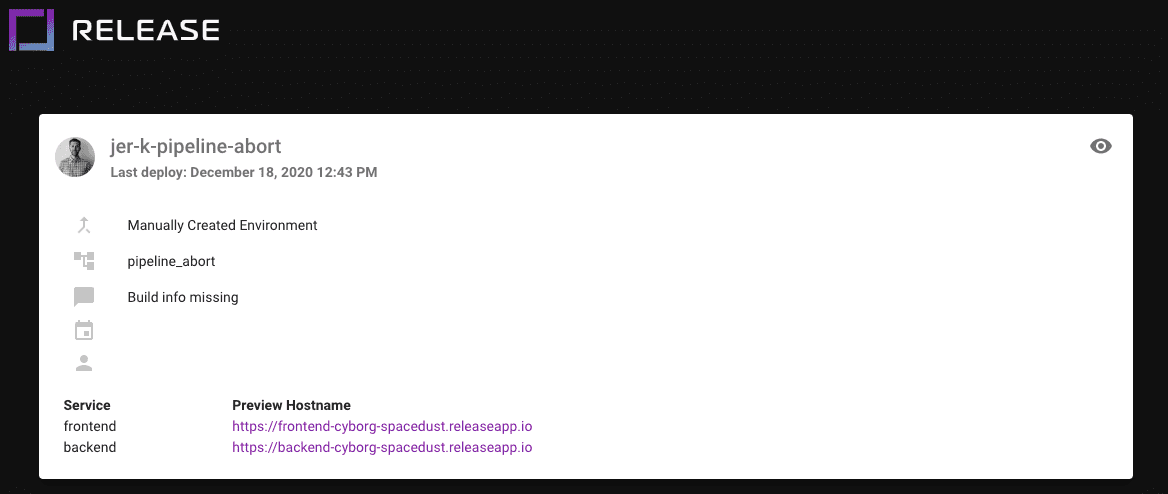 RELEASE
jer-k-pipeline-abort
Last deploy: December 18, 2020 12:43 PM
Manually Created Environment
pipeline_abort
Build info missing
Service Preview Hostname
frontend https://frontend-cyborg-spacedust.releaseapp.io
backend https://backend-cyborg-spacedust.releaseapp.io